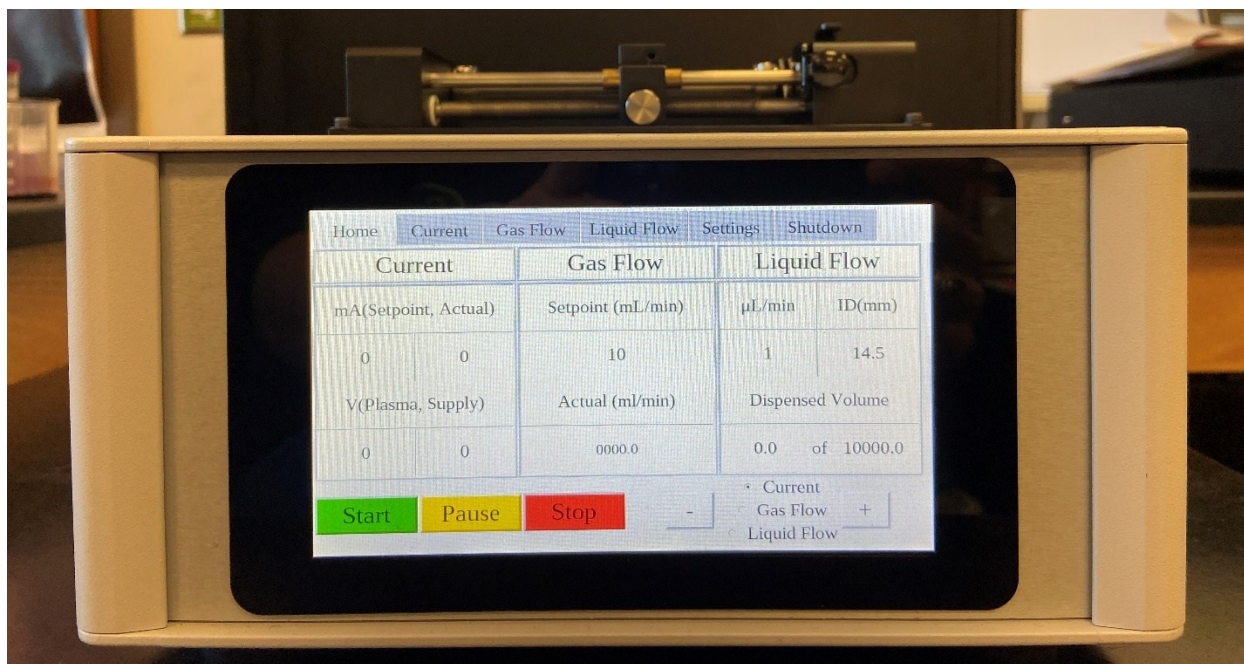 Home Current Gas Flow Liquid Flow Settings Shutdown
Current Gas Flow Liquid Flow
mA(Setpoint, Actual) Setpoint (mL/min) µL/min ID(mm)
0 0 10 1 14.5
V(Plasma, Supply) Actual (ml/min) Dispensed Volume
0 0 0000.0 0.0 of 10000.0
Current
Start Pause Stop - Gas Flow +
Liquid Flow